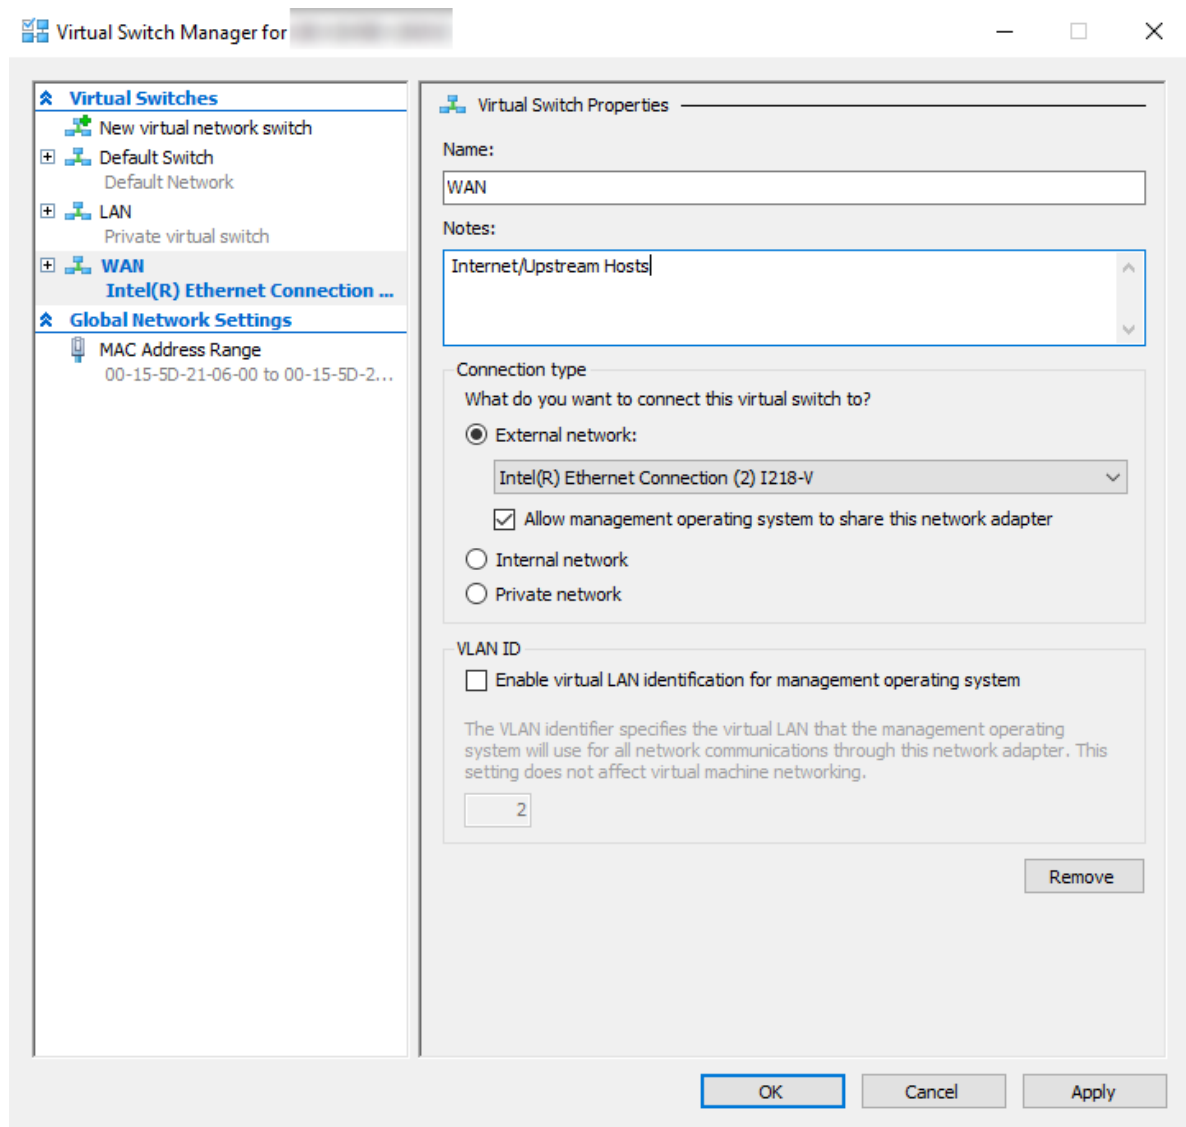 Virtual Switch Manager for
Virtual Switches
New virtual network switch
Default Switch
Default Network
LAN
Private virtual switch
WAN
Intel(R) Ethernet Connection ...
Global Network Settings
MAC Address Range
00-15-5D-21-06-00 to 00-15-5D-2...
Virtual Switch Properties
Name:
WAN
Notes:
Internet/Upstream Hosts
Connection type
What do you want to connect this virtual switch to?
External network:
Intel(R) Ethernet Connection (2) I218-V
Allow management operating system to share this network adapter
Internal network
Private network
VLAN ID
Enable virtual LAN identification for management operating system
The VLAN identifier specifies the virtual LAN that the management operating
system will use for all network communications through this network adapter. This
setting does not affect virtual machine networking.
2
Remove
OK
Cancel
Apply